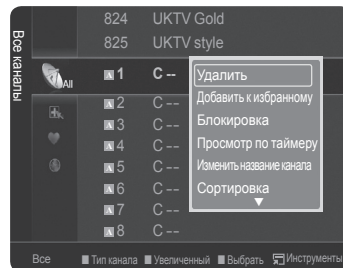 Все каналы
824 UKTV Gold
825 UKTV style
All
A 1 C --
A 2 C --
A 3 C --
A 4 C --
A 5 C --
A 6 C --
A 7 C --
A 8 C --
Удалить
Добавить к избранному
Блокировка
Просмотр по таймеру
Изменить название канала
Сортировка
Все Тип канала Увеличенный Выбрать Инструменты